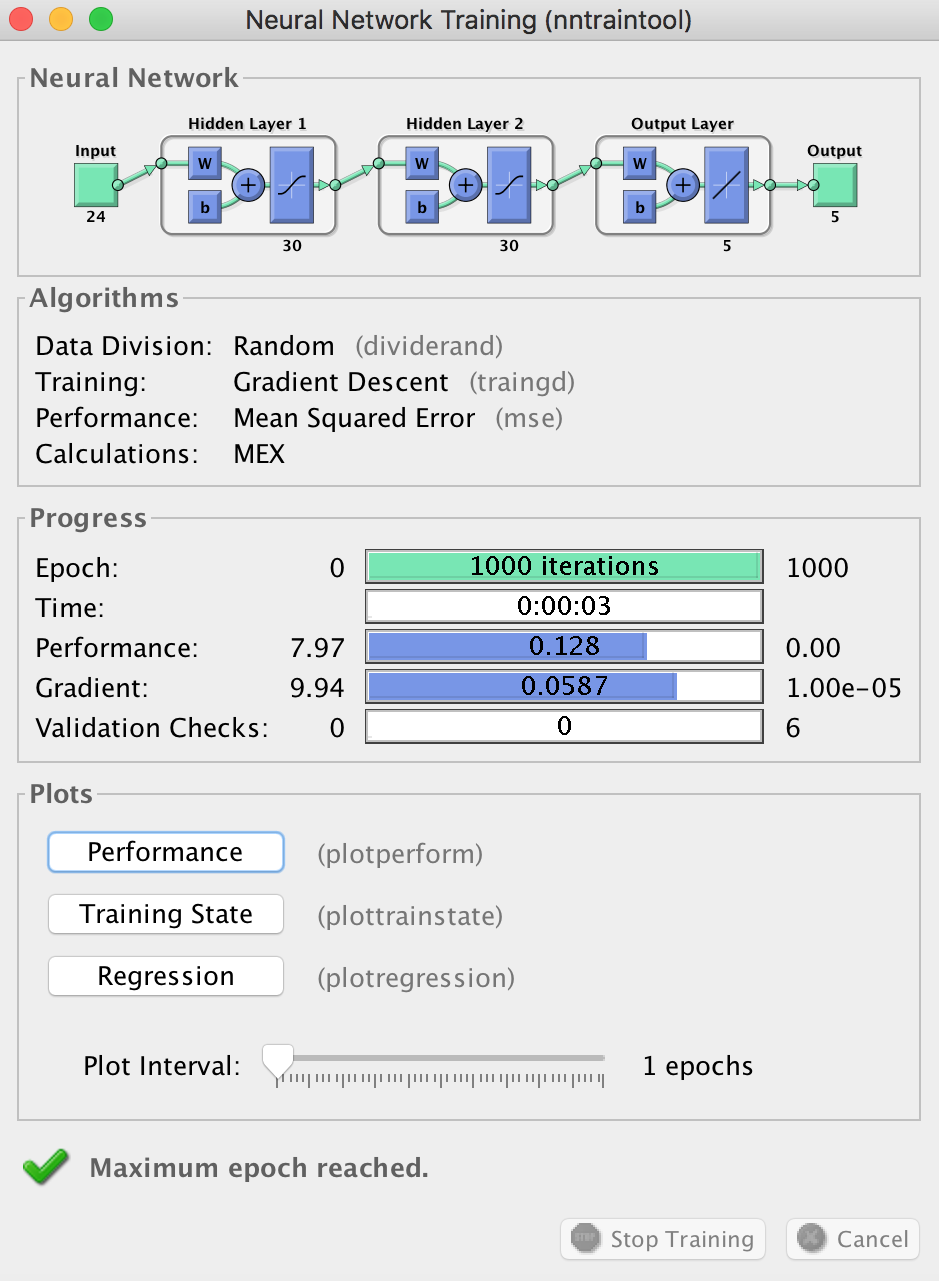 Neural Network Training (nntraintool)
Neural Network
Hidden Layer 1 Hidden Layer 2 Output Layer
Input Output
W W W
+ + +
b b b
24 5
30 30 5
Algorithms
Data Division: Random (dividerand)
Training: Gradient Descent (traingd)
Performance: Mean Squared Error (mse)
Calculations: MEX
Progress
Epoch: 0 1000 iterations 1000
Time: 0:00:03
Performance: 7.97 0.128 0.00
Gradient: 9.94 0.0587 1.00e-05
Validation Checks: 0 0 6
Plots
Performance (plotperform)
Training State (plottrainstate)
Regression (plotregression)
Plot Interval: 1 epochs
Maximum epoch reached.
STOP Stop Training Cancel